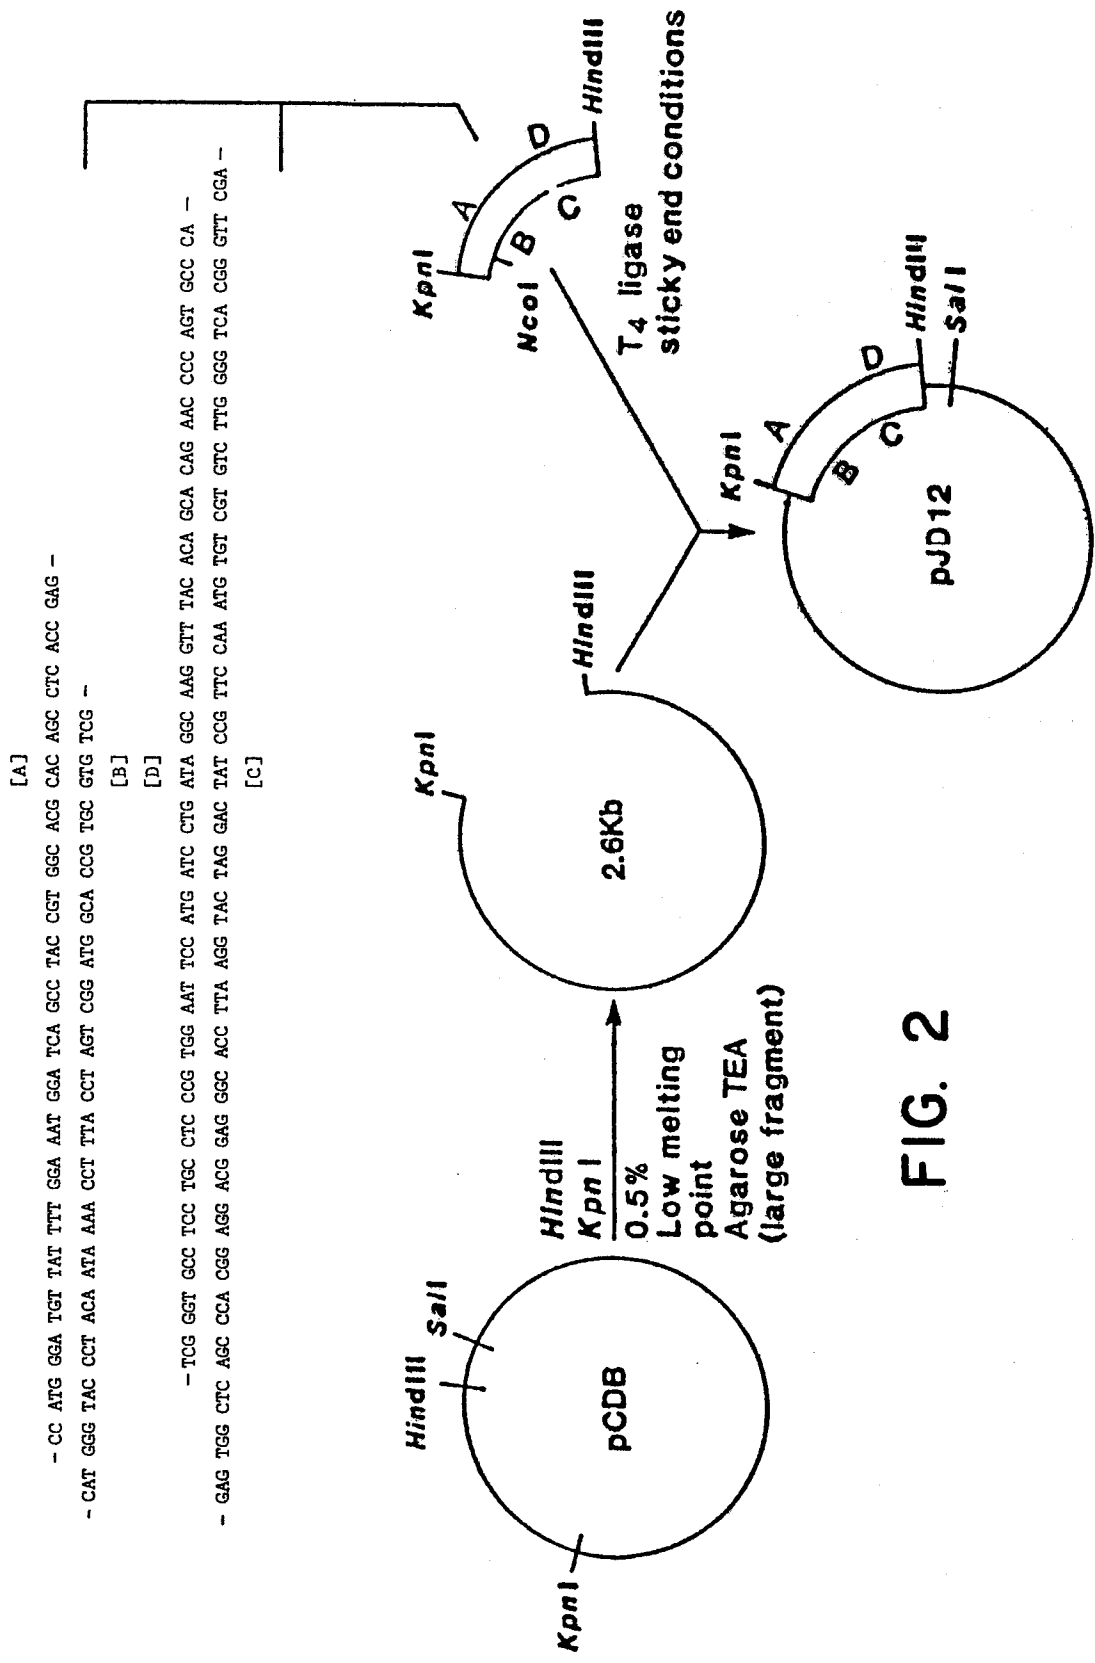 [A]
- CC ATG GGA TGT TAT TTT GGA AAT GGA TCA GCC TAC CGT GGC ACG CAC AGC CTC ACC GAG -
- CAT GGG TAC CCT ACA ATA AAA CCT TTA CCT AGT CGG ATG GCA CCG TGC GTG TCG -
[B]
[D]
- TCG GGT GCC TCC TGC CTC CCG TGG AAT TCC ATG ATC CTG ATA GGC AAG GTT TAC ACA GCA CAG AAC CCC AGT GCC CA -
- GAG TGG CTC AGC CCA CGG AGG ACG GAG GGC ACC TTA AGG TAC TAG GAC TAT CCG TTC CAA ATG TGT CGT GTC TTG GGG TCA CGG GTT CGA -
[C]
KpnI
HindIII
SalI
pCDB
HindIII
KpnI
0.5%
Low melting
point
Agarose TEA
(large fragment)
KpnI
HindIII
2.6Kb
KpnI
A
D
HindIII
NcoI
B
C
T4 ligase
sticky end conditions
KpnI
A
D
HindIII
SalI
B
C
pJD12
FIG. 2